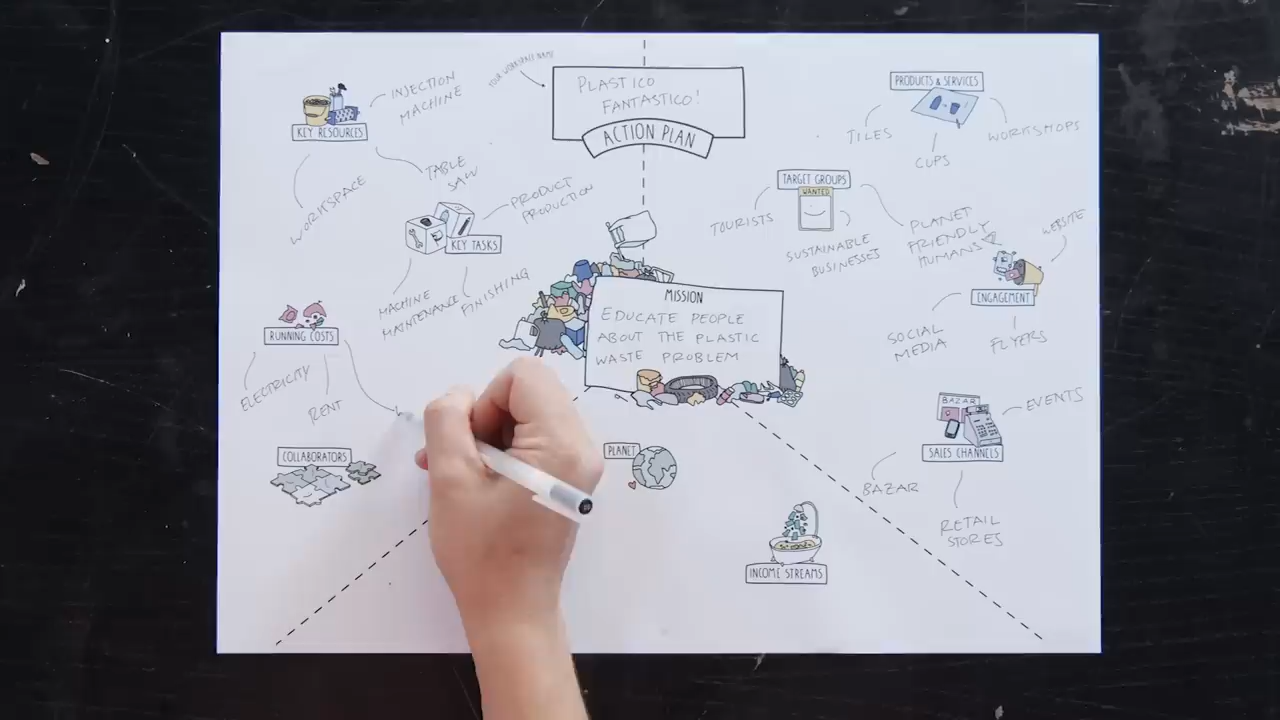 YOUR WORKSPACE NAME
PLASTICO
FANTASTICO!
ACTION PLAN
KEY RESOURCES
INJECTION
MACHINE
TABLE
SAW
WORKSPACE
KEY TASKS
PRODUCT
PRODUCTION
MACHINE
MAINTENANCE
FINISHING
RUNNING COSTS
ELECTRICITY
RENT
COLLABORATORS
MISSION
EDUCATE PEOPLE
ABOUT THE PLASTIC
WASTE PROBLEM
PLANET
PRODUCTS & SERVICES
TILES
CUPS
WORKSHOPS
TARGET GROUPS
WANTED
TOURISTS
SUSTAINABLE
BUSINESSES
PLANET
FRIENDLY
HUMANS
ENGAGEMENT
WEBSITE
SOCIAL
MEDIA
FLYERS
BAZAR
SALES CHANNELS
EVENTS
BAZAR
RETAIL
STORES
INCOME STREAMS